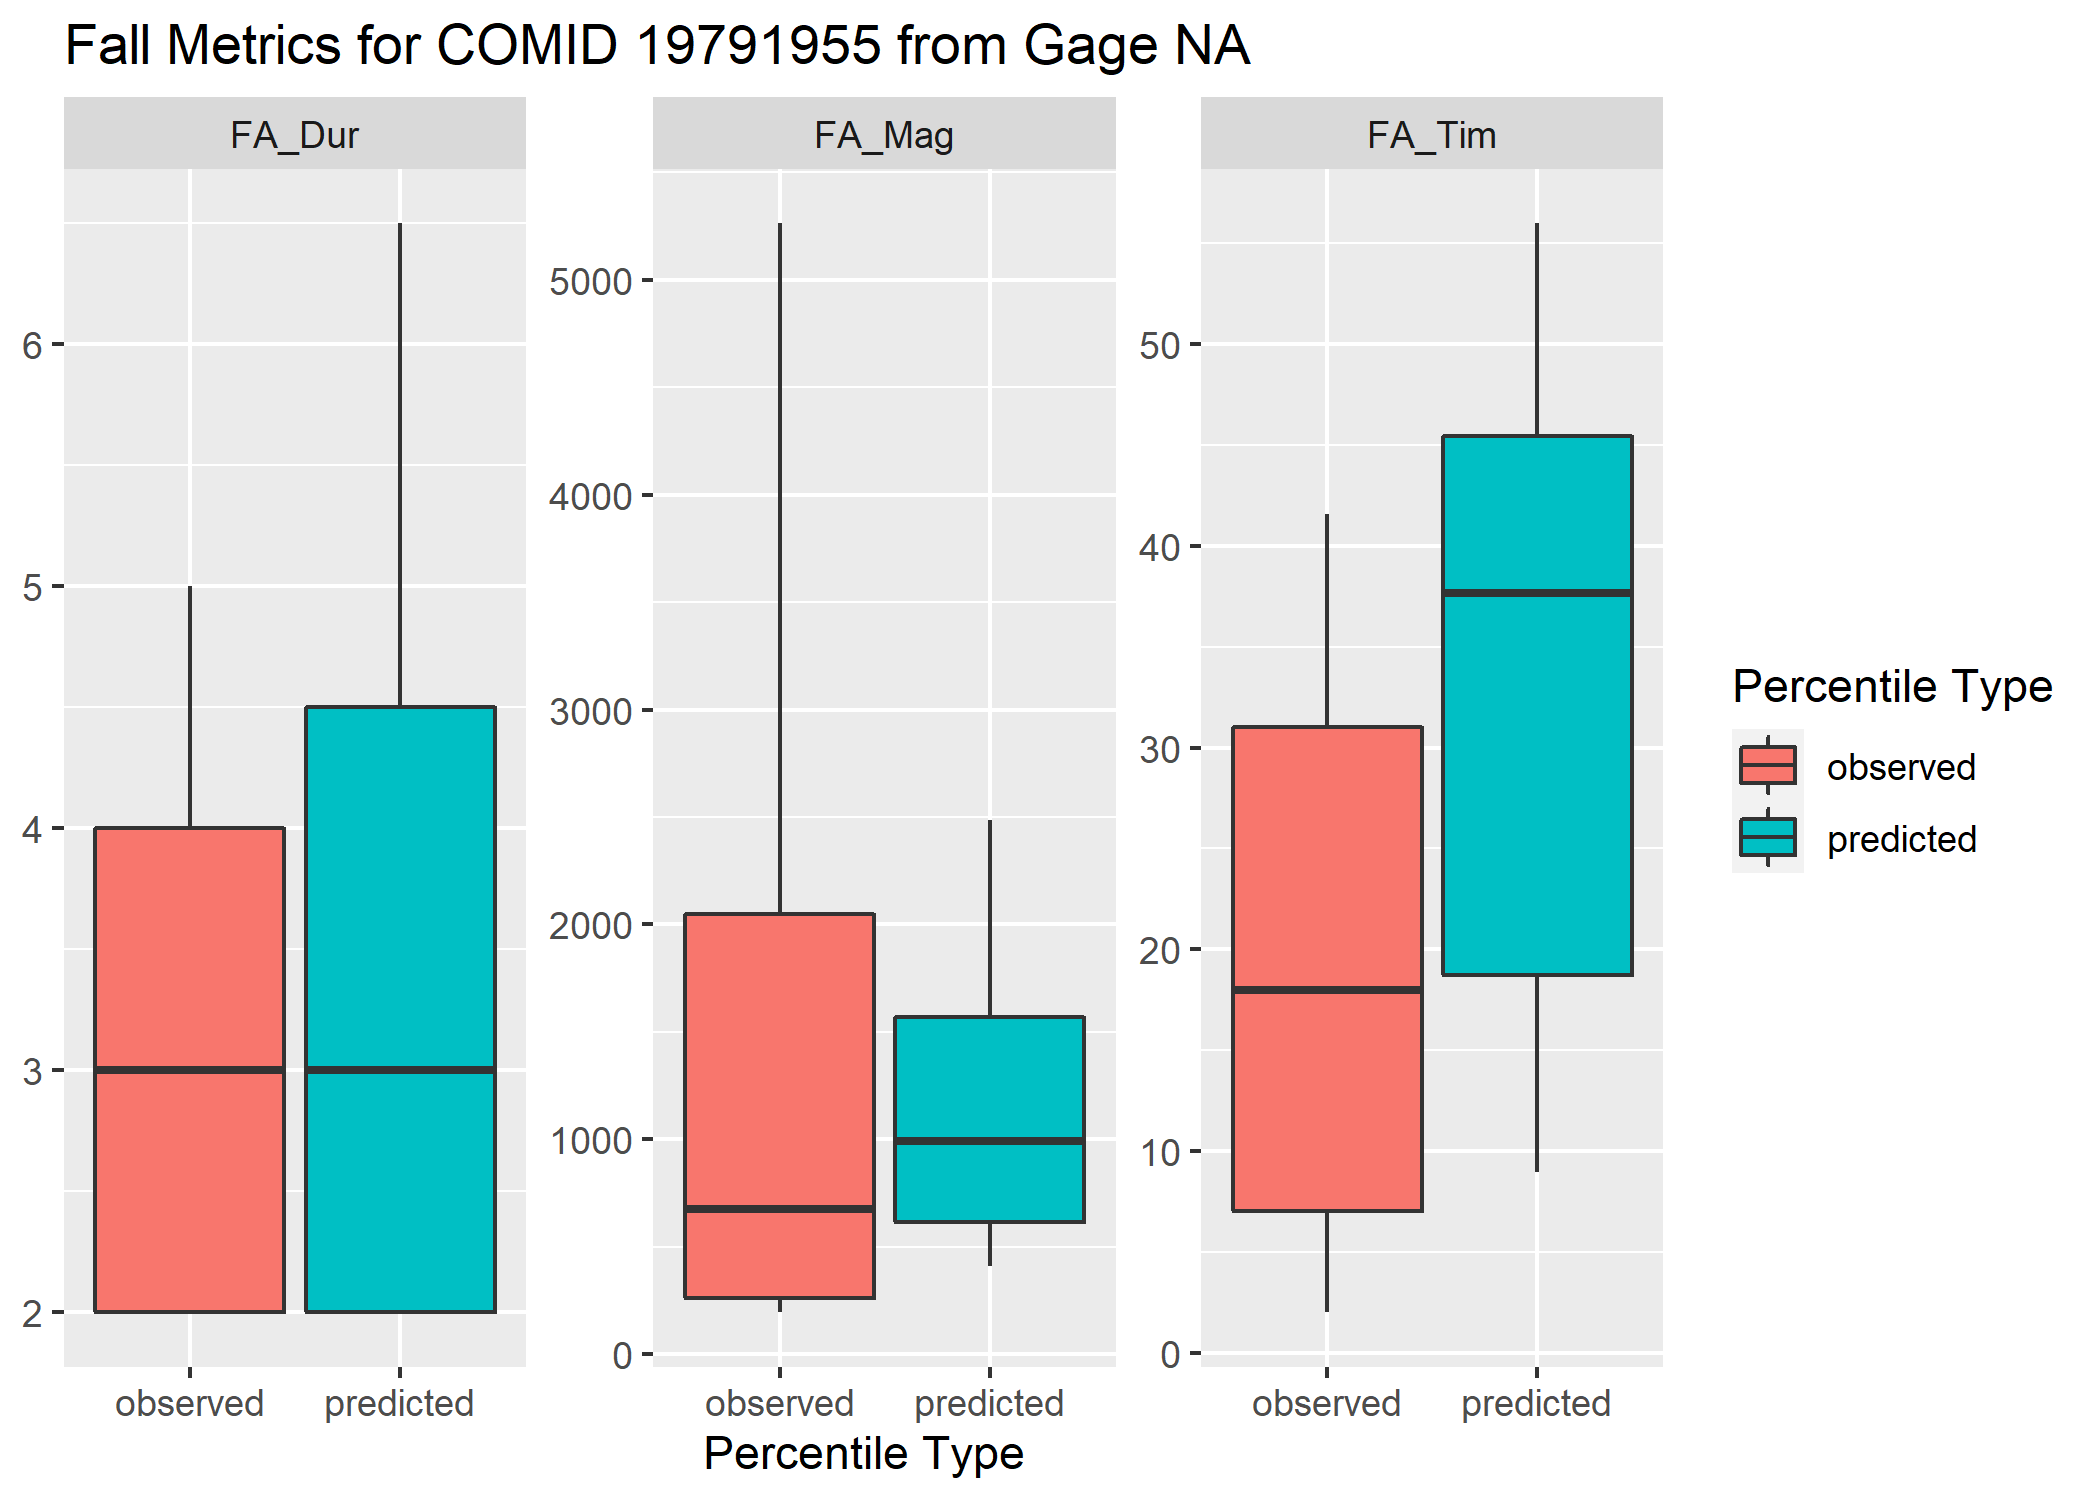 Fall Metrics for COMID 19791955 from Gage NA
FA_Dur
FA_Mag
FA_Tim
6
5
4
3
2
5000
4000
3000
2000
1000
0
50
40
30
20
10
0
observed
predicted
observed
predicted
observed
predicted
Percentile Type
Percentile Type
observed
predicted